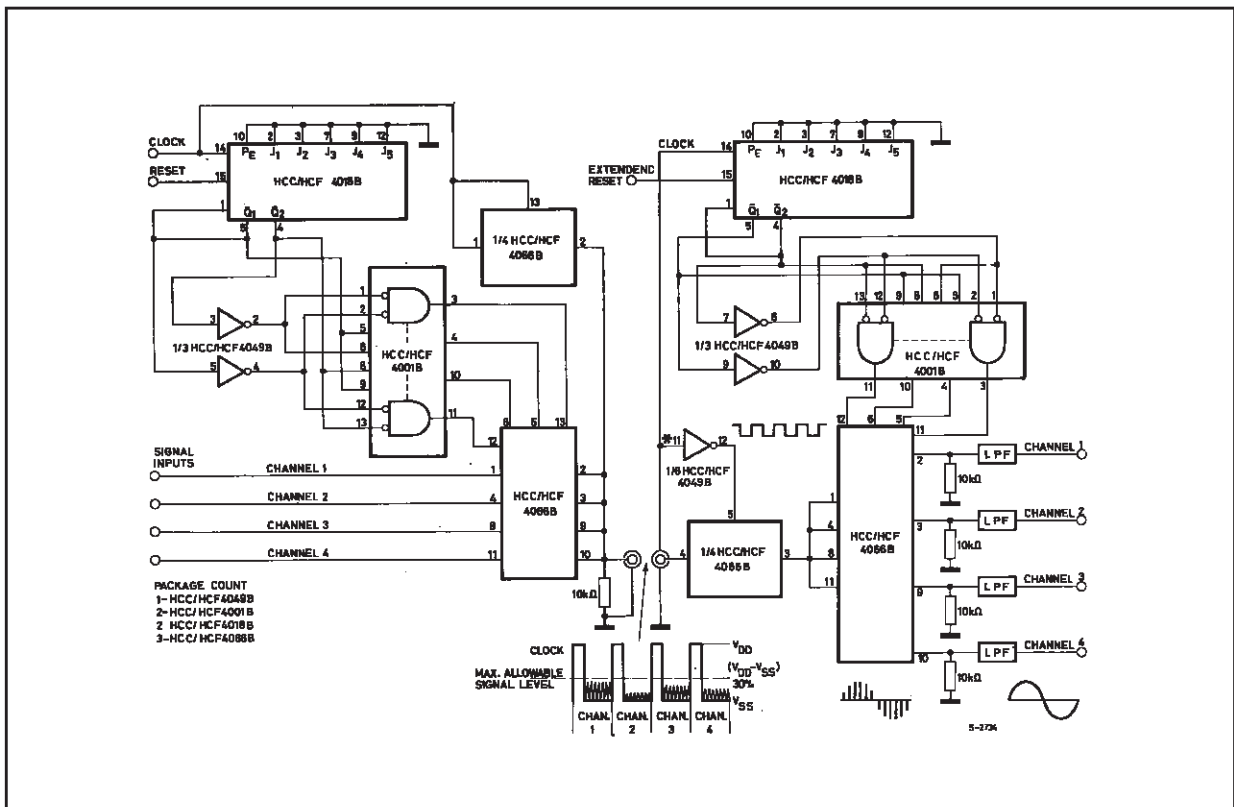 CLOCK
RESET
14
15
1
10 2 3 7 9 12
PE J1 J2 J3 J4 J5
HCC/HCF 4018B
Q̄1 Q̄2
5 4
13
1 1/4 HCC/HCF 2
4066B
3 2
1/3 HCC/HCF4049B
5 4
1
2
5
6
8
9
12
13
HCC/HCF
4001B
3
4
10
11
6 5 13
12
SIGNAL
INPUTS
CHANNEL 1
CHANNEL 2
CHANNEL 3
CHANNEL 4
1
4
8
11
HCC/HCF
4066B
2
3
9
10
10kΩ
PACKAGE COUNT
1-HCC/HCF4049B
2-HCC/HCF4001B
2 HCC/HCF4018B
3-HCC/HCF4066B
CLOCK
EXTENDEND
RESET
14
15
1
10 2 3 7 9 12
PE J1 J2 J3 J4 J5
HCC/HCF 4018B
Q̄1 Q̄2
5 4
7 6
1/3 HCC/HCF4049B
9 10
13 12 9 8 6 5 2 1
HCC/HCF
4001B
11 10 4 3
*11 12
1/6 HCC/HCF
4049B
5
4 1/4 HCC/HCF 3
4066B
12 6 5
11
1
4
8
11
HCC/HCF
4066B
2
3
9
10
LPF CHANNEL 1
10kΩ
LPF CHANNEL 2
10kΩ
LPF CHANNEL 3
10kΩ
LPF CHANNEL 4
10kΩ
CLOCK
MAX. ALLOWABLE
SIGNAL LEVEL
VDD
(VDD-VSS)
30%
VSS
CHAN. CHAN. CHAN. CHAN.
1 2 3 4
S-2734